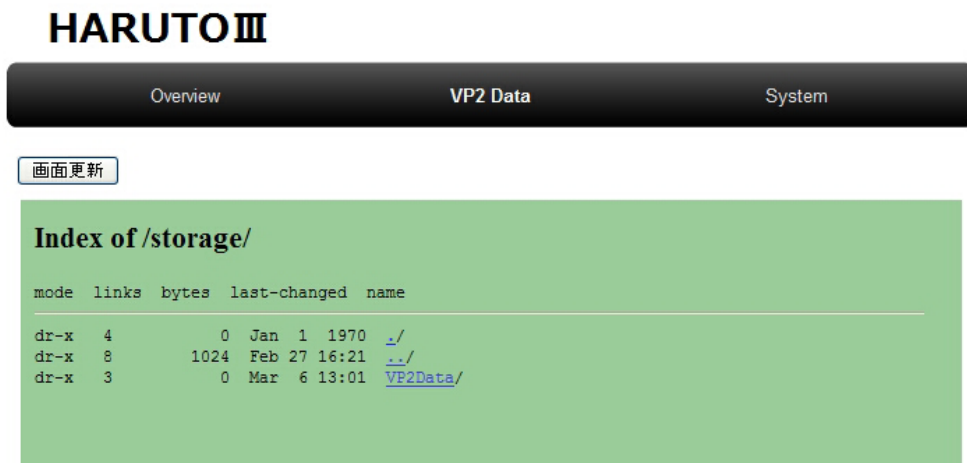 HARUTOⅢ
Overview VP2 Data System
画面更新
Index of /storage/
mode links bytes last-changed name
dr-x 4 0 Jan 1 1970 ./
dr-x 8 1024 Feb 27 16:21 ../
dr-x 3 0 Mar 6 13:01 VP2Data/